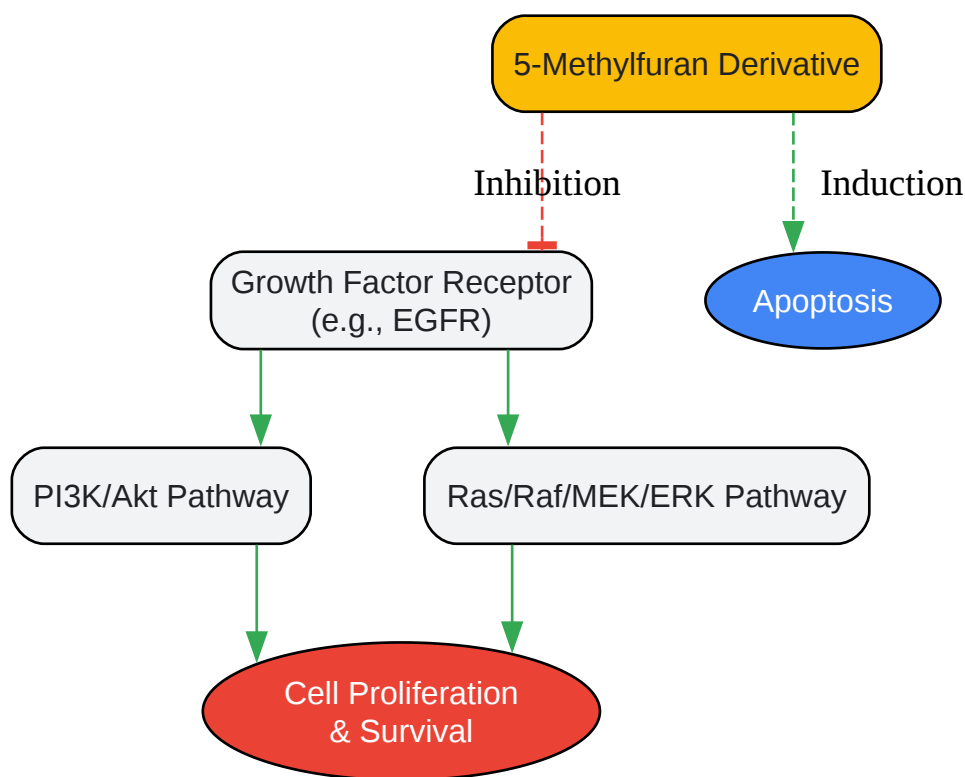 5-Methylfuran Derivative
Inhibition
Induction
Growth Factor Receptor
(e.g., EGFR)
Apoptosis
PI3K/Akt Pathway
Ras/Raf/MEK/ERK Pathway
Cell Proliferation
& Survival